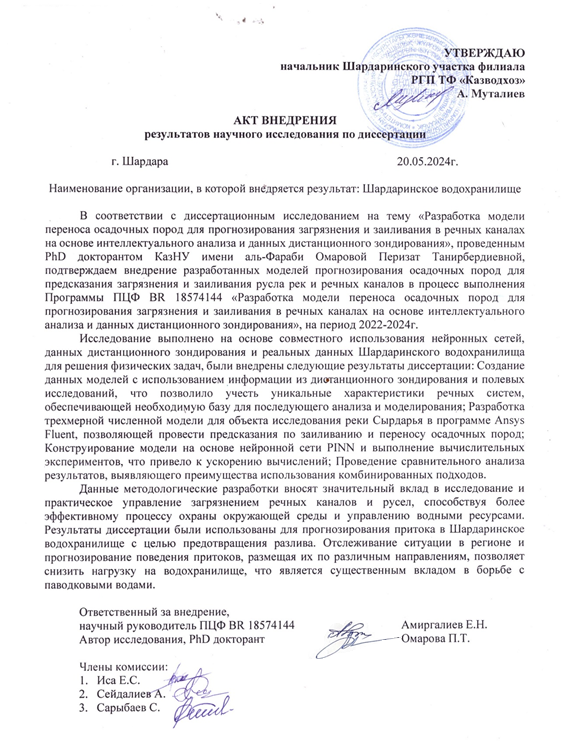 УТВЕРЖДАЮ
начальник Шардаринского участка филиала
РГП ТФ «Казводхоз»
А. Муталиев
АКТ ВНЕДРЕНИЯ
результатов научного исследования по диссертации
г. Шардара 20.05.2024г.
Наименование организации, в которой внедряется результат: Шардаринское водохранилище
В соответствии с диссертационным исследованием на тему «Разработка модели
переноса осадочных пород для прогнозирования загрязнения и заиливания в речных каналах
на основе интеллектуального анализа и данных дистанционного зондирования», проведенным
PhD докторантом КазНУ имени аль-Фараби Омаровой Перизат Танирбердиевной,
подтверждаем внедрение разработанных моделей прогнозирования осадочных пород для
предсказания загрязнения и заиливания русла рек и речных каналов в процесс выполнения
Программы ПЦФ BR 18574144 «Разработка модели переноса осадочных пород для
прогнозирования загрязнения и заиливания в речных каналах на основе интеллектуального
анализа и данных дистанционного зондирования», на период 2022-2024г.
Исследование выполнено на основе совместного использования нейронных сетей,
данных дистанционного зондирования и реальных данных Шардаринского водохранилища
для решения физических задач, были внедрены следующие результаты диссертации: Создание
данных моделей с использованием информации из дистанционного зондирования и полевых
исследований, что позволило учесть уникальные характеристики речных систем,
обеспечивающей необходимую базу для последующего анализа и моделирования; Разработка
трехмерной численной модели для объекта исследования реки Сырдарья в программе Ansys
Fluent, позволяющей провести предсказания по заиливанию и переносу осадочных пород;
Конструирование модели на основе нейронной сети PINN и выполнение вычислительных
экспериментов, что привело к ускорению вычислений; Проведение сравнительного анализа
результатов, выявляющего преимущества использования комбинированных подходов.
Данные методологические разработки вносят значительный вклад в исследование и
практическое управление загрязнением речных каналов и русел, способствуя более
эффективному процессу охраны окружающей среды и управлению водными ресурсами.
Результаты диссертации были использованы для прогнозирования притока в Шардаринское
водохранилище с целью предотвращения разлива. Отслеживание ситуации в регионе и
прогнозирование поведения притоков, размещая их по различным направлениям, позволяет
снизить нагрузку на водохранилище, что является существенным вкладом в борьбе с
паводковыми водами.
Ответственный за внедрение,
научный руководитель ПЦФ BR 18574144 Амиргалиев Е.Н.
Автор исследования, PhD докторант Омарова П.Т.
Члены комиссии:
1. Иса Е.С.
2. Сейдалиев А.
3. Сарыбаев С.